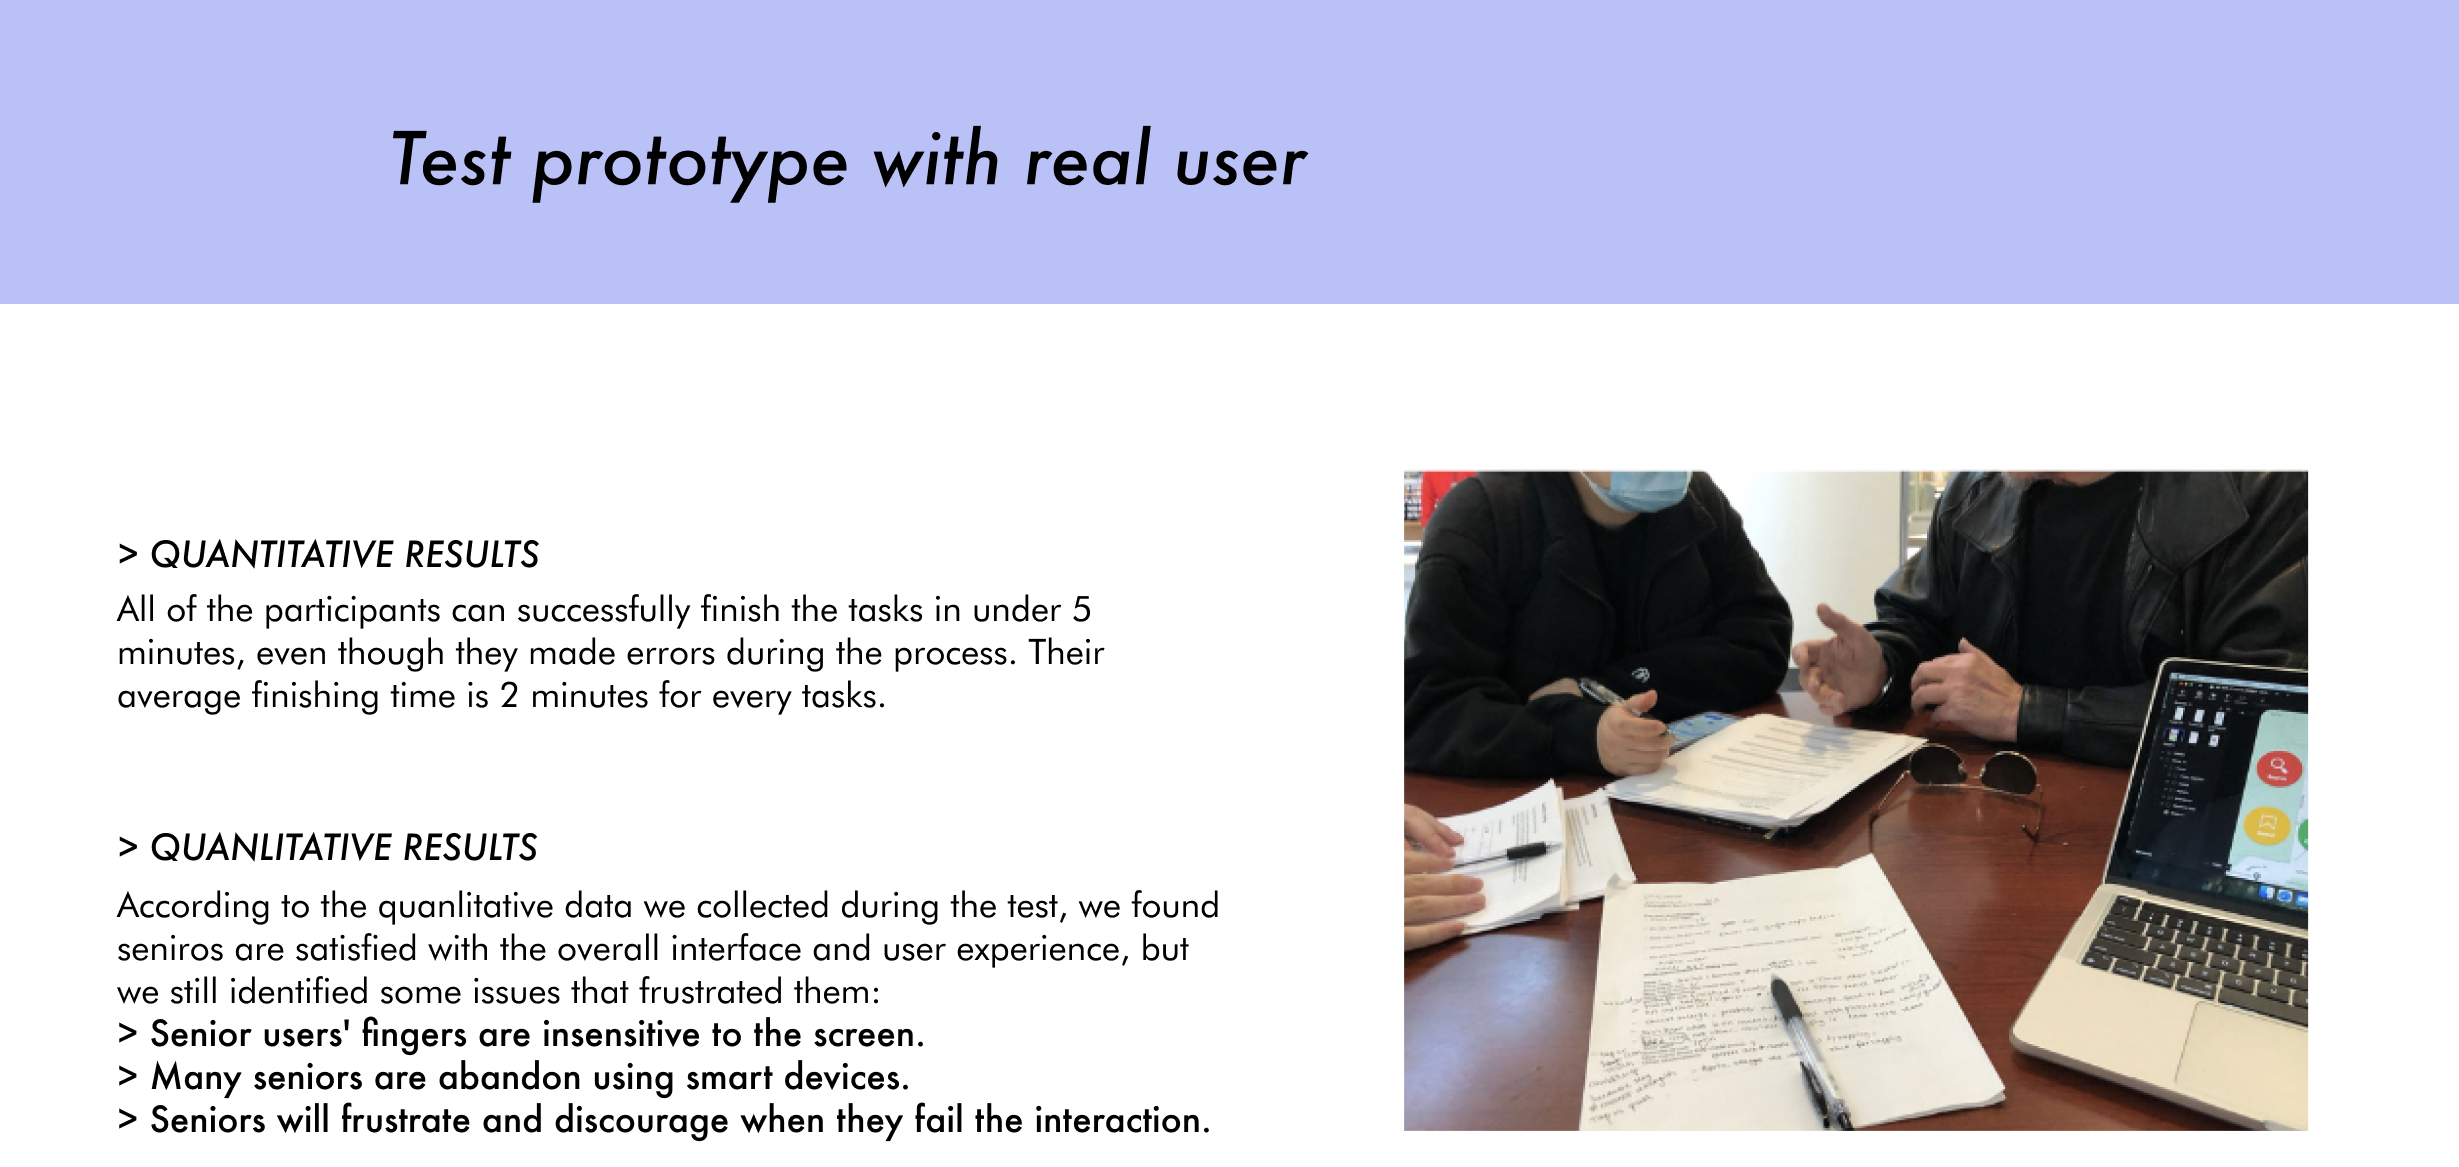 Test prototype with real user
> QUANTITATIVE RESULTS
All of the participants can successfully finish the tasks in under 5
minutes, even though they made errors during the process. Their
average finishing time is 2 minutes for every tasks.
> QUANLITATIVE RESULTS
According to the quanlitative data we collected during the test, we found
seniros are satisfied with the overall interface and user experience, but
we still identified some issues that frustrated them:
> Senior users' fingers are insensitive to the screen.
> Many seniors are abandon using smart devices.
> Seniors will frustrate and discourage when they fail the interaction.